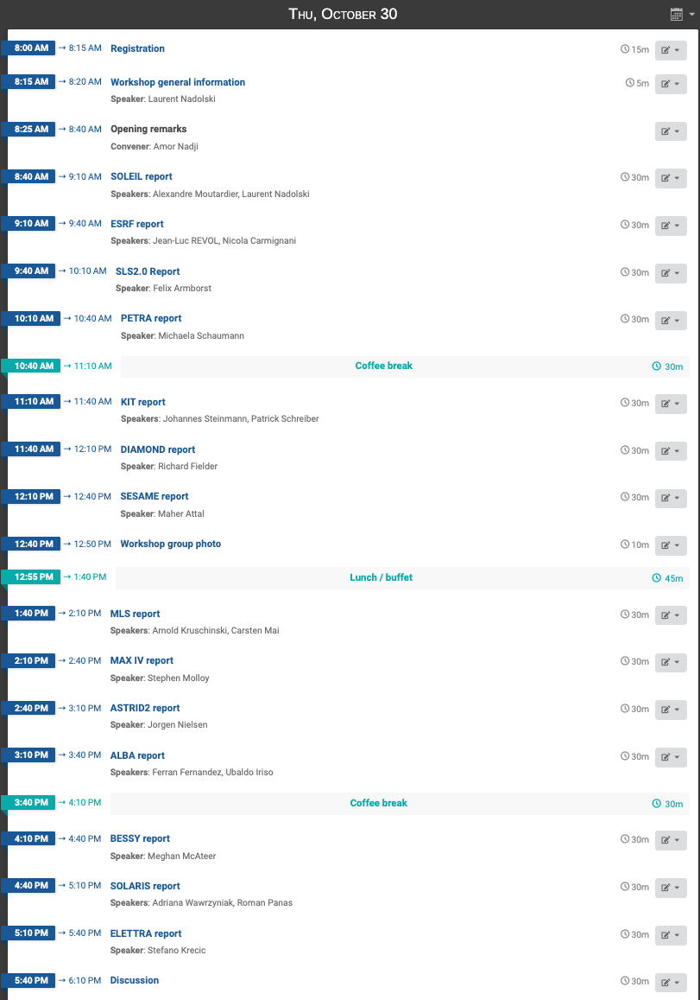 Thu, October 30
8:00 AM → 8:15 AM Registration 15m
8:15 AM → 8:20 AM Workshop general information 5m
Speaker: Laurent Nadolski
8:25 AM → 8:40 AM Opening remarks
Convener: Amor Nadji
8:40 AM → 9:10 AM SOLEIL report 30m
Speakers: Alexandre Moutardier, Laurent Nadolski
9:10 AM → 9:40 AM ESRF report 30m
Speakers: Jean-Luc REVOL, Nicola Carmignani
9:40 AM → 10:10 AM SLS2.0 Report 30m
Speaker: Felix Armborst
10:10 AM → 10:40 AM PETRA report 30m
Speaker: Michaela Schaumann
10:40 AM → 11:10 AM Coffee break 30m
11:10 AM → 11:40 AM KIT report 30m
Speakers: Johannes Steinmann, Patrick Schreiber
11:40 AM → 12:10 PM DIAMOND report 30m
Speaker: Richard Fielder
12:10 PM → 12:40 PM SESAME report 30m
Speaker: Maher Attal
12:40 PM → 12:50 PM Workshop group photo 10m
12:55 PM → 1:40 PM Lunch / buffet 45m
1:40 PM → 2:10 PM MLS report 30m
Speakers: Arnold Kruschinski, Carsten Mai
2:10 PM → 2:40 PM MAX IV report 30m
Speaker: Stephen Molloy
2:40 PM → 3:10 PM ASTRID2 report 30m
Speaker: Jorgen Nielsen
3:10 PM → 3:40 PM ALBA report 30m
Speakers: Ferran Fernandez, Ubaldo Iriso
3:40 PM → 4:10 PM Coffee break 30m
4:10 PM → 4:40 PM BESSY report 30m
Speaker: Meghan McAteer
4:40 PM → 5:10 PM SOLARIS report 30m
Speakers: Adriana Wawrzyniak, Roman Panas
5:10 PM → 5:40 PM ELETTRA report 30m
Speaker: Stefano Krecic
5:40 PM → 6:10 PM Discussion 30m